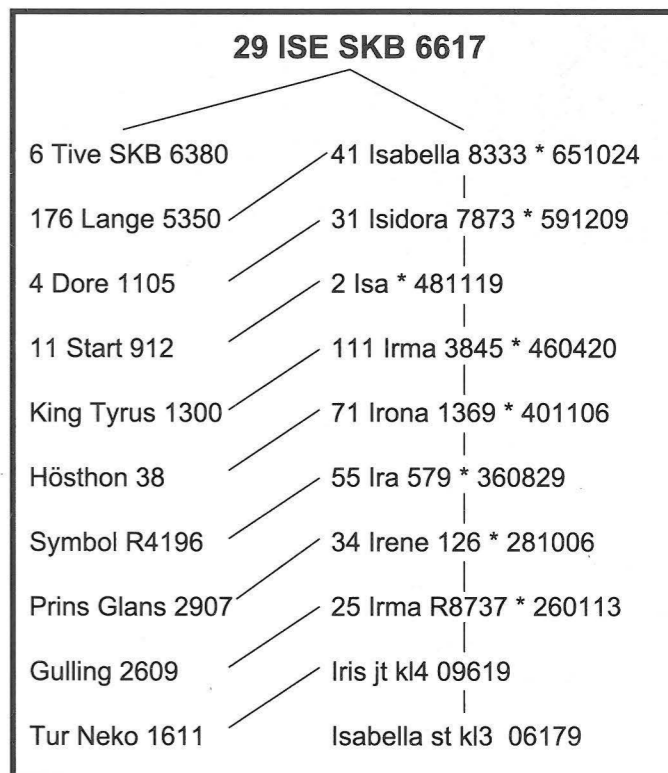 29 ISE SKB 6617
6 Tive SKB 6380 41 Isabella 8333 * 651024
176 Lange 5350 31 Isidora 7873 * 591209
4 Dore 1105 2 Isa * 481119
11 Start 912 111 Irma 3845 * 460420
King Tyrus 1300 71 Irona 1369 * 401106
Hösthon 38 55 Ira 579 * 360829
Symbol R4196 34 Irene 126 * 281006
Prins Glans 2907 25 Irma R8737 * 260113
Gulling 2609 Iris jt kl4 09619
Tur Neko 1611 Isabella st kl3 06179